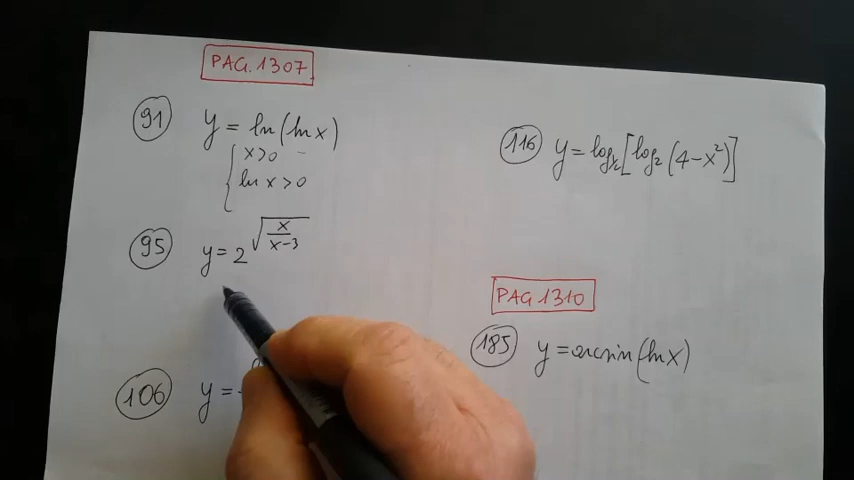 PAG. 1307
91 y = ln(ln x)
{ x>0
ln x >0
95 y = 2^√(x/(x-3))
106 y =
116 y = log½[log₂(4-x²)]
PAG 1310
185 y = arcsin(ln x)